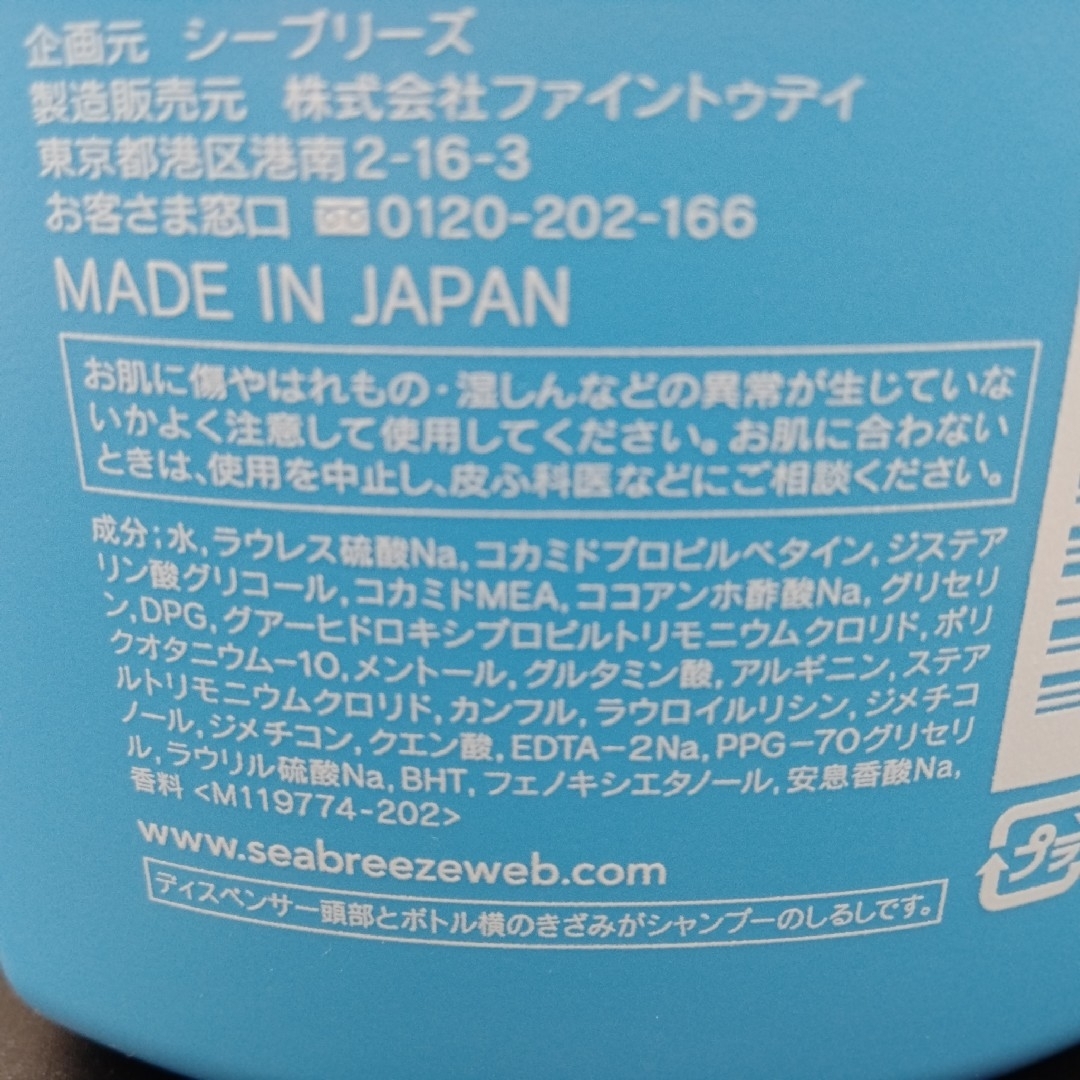 企画元 シーブリーズ
製造販売元 株式会社ファイントゥデイ
東京都港区港南2-16-3
お客さま窓口 0120-202-166
MADE IN JAPAN
お肌に傷やはれもの・湿しんなどの異常が生じていな
いかよく注意して使用してください。お肌に合わない
ときは、使用を中止し、皮ふ科医などにご相談ください。
成分;水,ラウレス硫酸Na,コカミドプロピルベタイン,ジステア
リン酸グリコール,コカミドMEA,ココアンホ酢酸Na,グリセリ
ン,DPG,グアーヒドロキシプロピルトリモニウムクロリド,ポリ
クオタニウム-10,メントール,グルタミン酸,アルギニン,ステア
ルトリモニウムクロリド,カンフル,ラウロイルリシン,ジメチコ
ノール,ジメチコン,クエン酸,EDTA-2Na,PPG-70グリセリ
ル,ラウリル硫酸Na,BHT,フェノキシエタノール,安息香酸Na,
香料 <M119774-202>
www.seabreezeweb.com
プラ
ディスペンサー頭部とボトル横のきざみがシャンプーのしるしです。